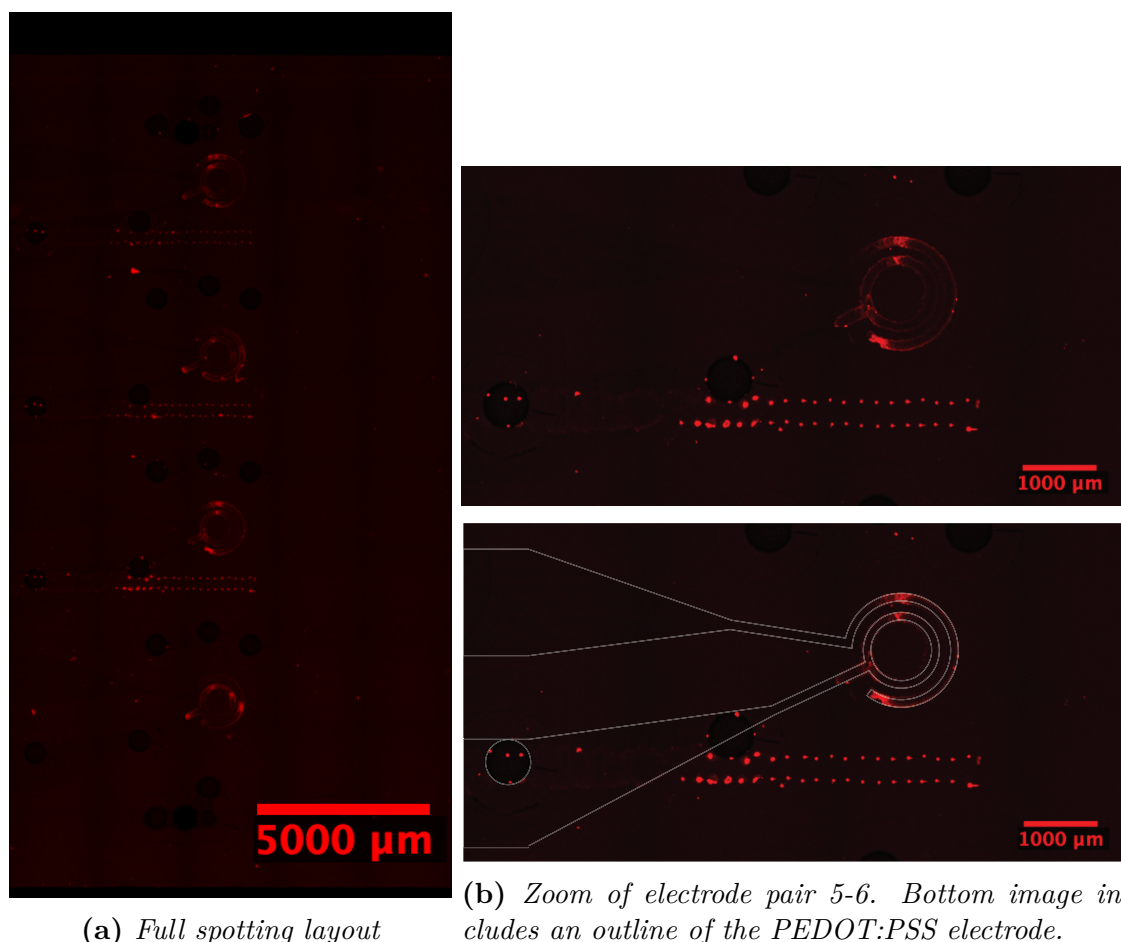 5000 µm
1000 µm
1000 µm
(a) Full spotting layout
(b) Zoom of electrode pair 5-6. Bottom image in
cludes an outline of the PEDOT:PSS electrode.